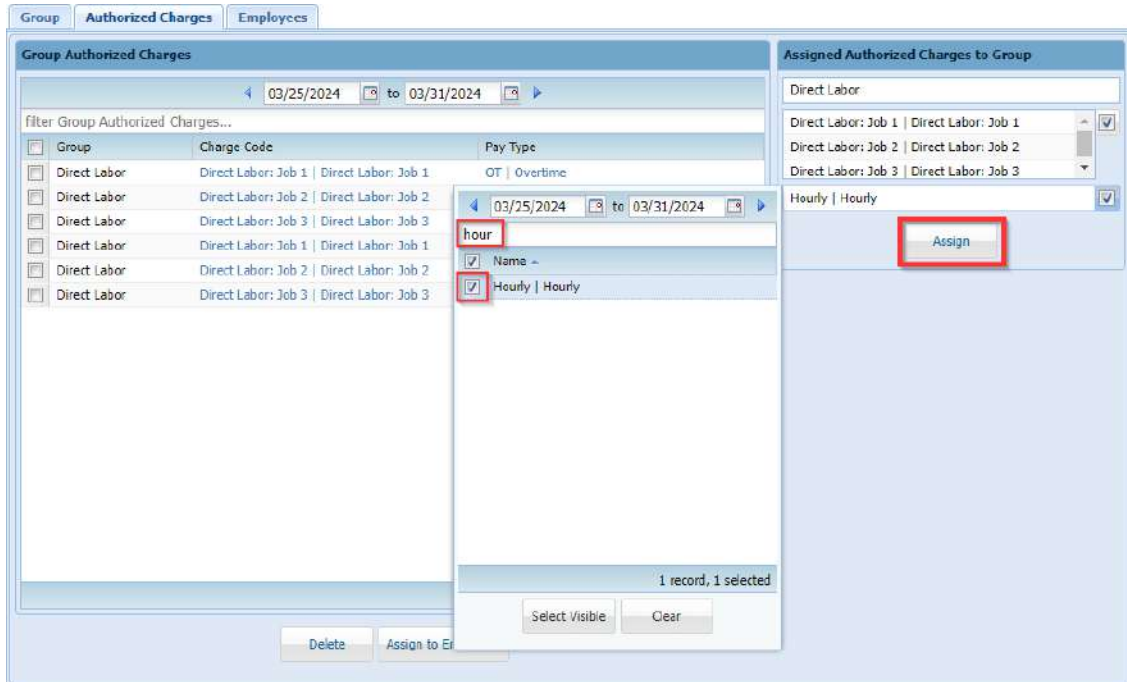 Group Authorized Charges Employees
Group Authorized Charges
03/25/2024 to 03/31/2024
filter Group Authorized Charges...
Group Charge Code Pay Type
Direct Labor Direct Labor: Job 1 | Direct Labor: Job 1 OT | Overtime
Direct Labor Direct Labor: Job 2 | Direct Labor: Job 2
Direct Labor Direct Labor: Job 3 | Direct Labor: Job 3
Direct Labor Direct Labor: Job 1 | Direct Labor: Job 1
Direct Labor Direct Labor: Job 2 | Direct Labor: Job 2
Direct Labor Direct Labor: Job 3 | Direct Labor: Job 3
Delete Assign to
03/25/2024 to 03/31/2024
hour
Name
Hourly | Hourly
1 record, 1 selected
Select Visible Clear
Assigned Authorized Charges to Group
Direct Labor
Direct Labor: Job 1 | Direct Labor: Job 1
Direct Labor: Job 2 | Direct Labor: Job 2
Direct Labor: Job 3 | Direct Labor: Job 3
Hourly | Hourly
Assign